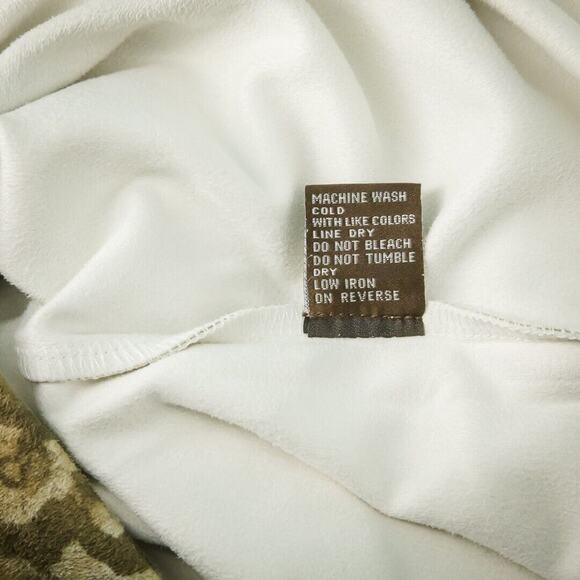 MACHINE WASH
COLD
WITH LIKE COLORS
LINE DRY
DO NOT BLEACH
DO NOT TUMBLE
DRY
LOW IRON
ON REVERSE